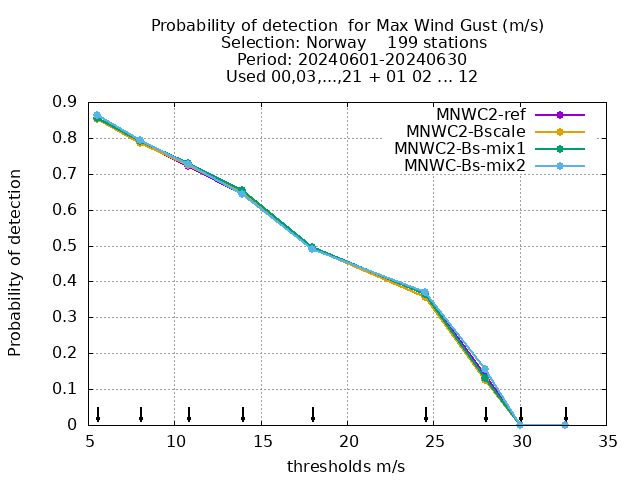 Probability of detection  for Max Wind Gust (m/s)
Selection: Norway    199 stations
Period: 20240601-20240630
Used 00,03,...,21 + 01 02 ... 12
MNWC2-ref
MNWC2-Bscale
MNWC2-Bs-mix1
MNWC-Bs-mix2
Probability of detection
0.9
0.8
0.7
0.6
0.5
0.4
0.3
0.2
0.1
0
5 10 15 20 25 30 35
thresholds m/s